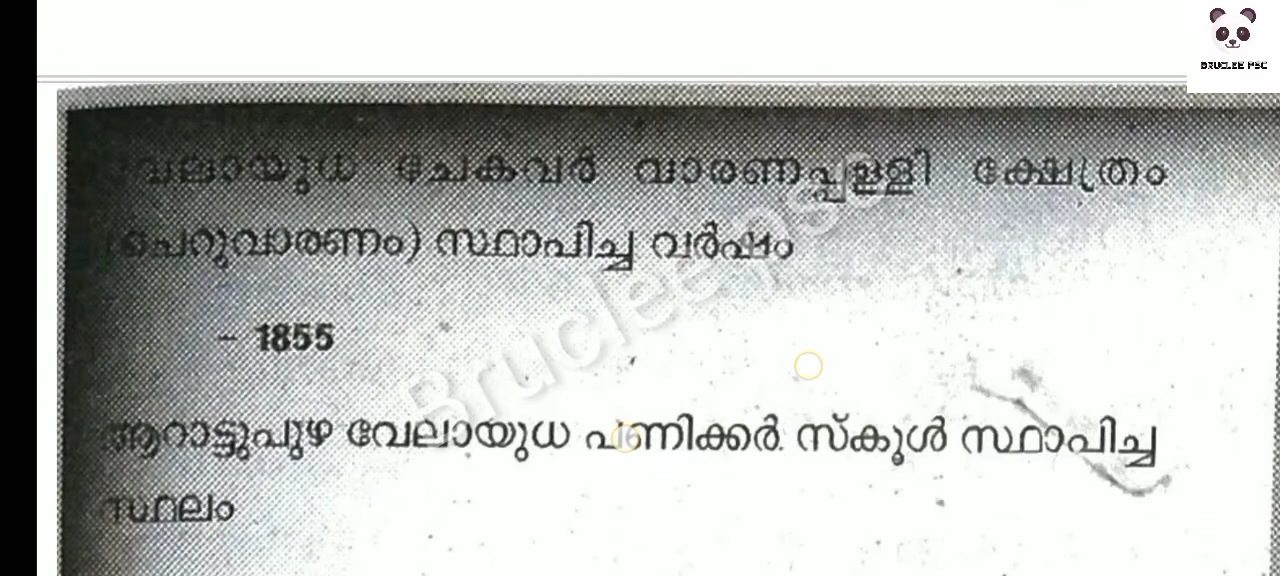 BRUCLEE PSC
വേലായുധ ചേകവർ വാരണപ്പള്ളി ക്ഷേത്രം
(ചെറുവാരണം) സ്ഥാപിച്ച വർഷം
- 1855
ആറാട്ടുപുഴ വേലായുധ പണിക്കർ സ്കൂൾ സ്ഥാപിച്ച
സ്ഥലം